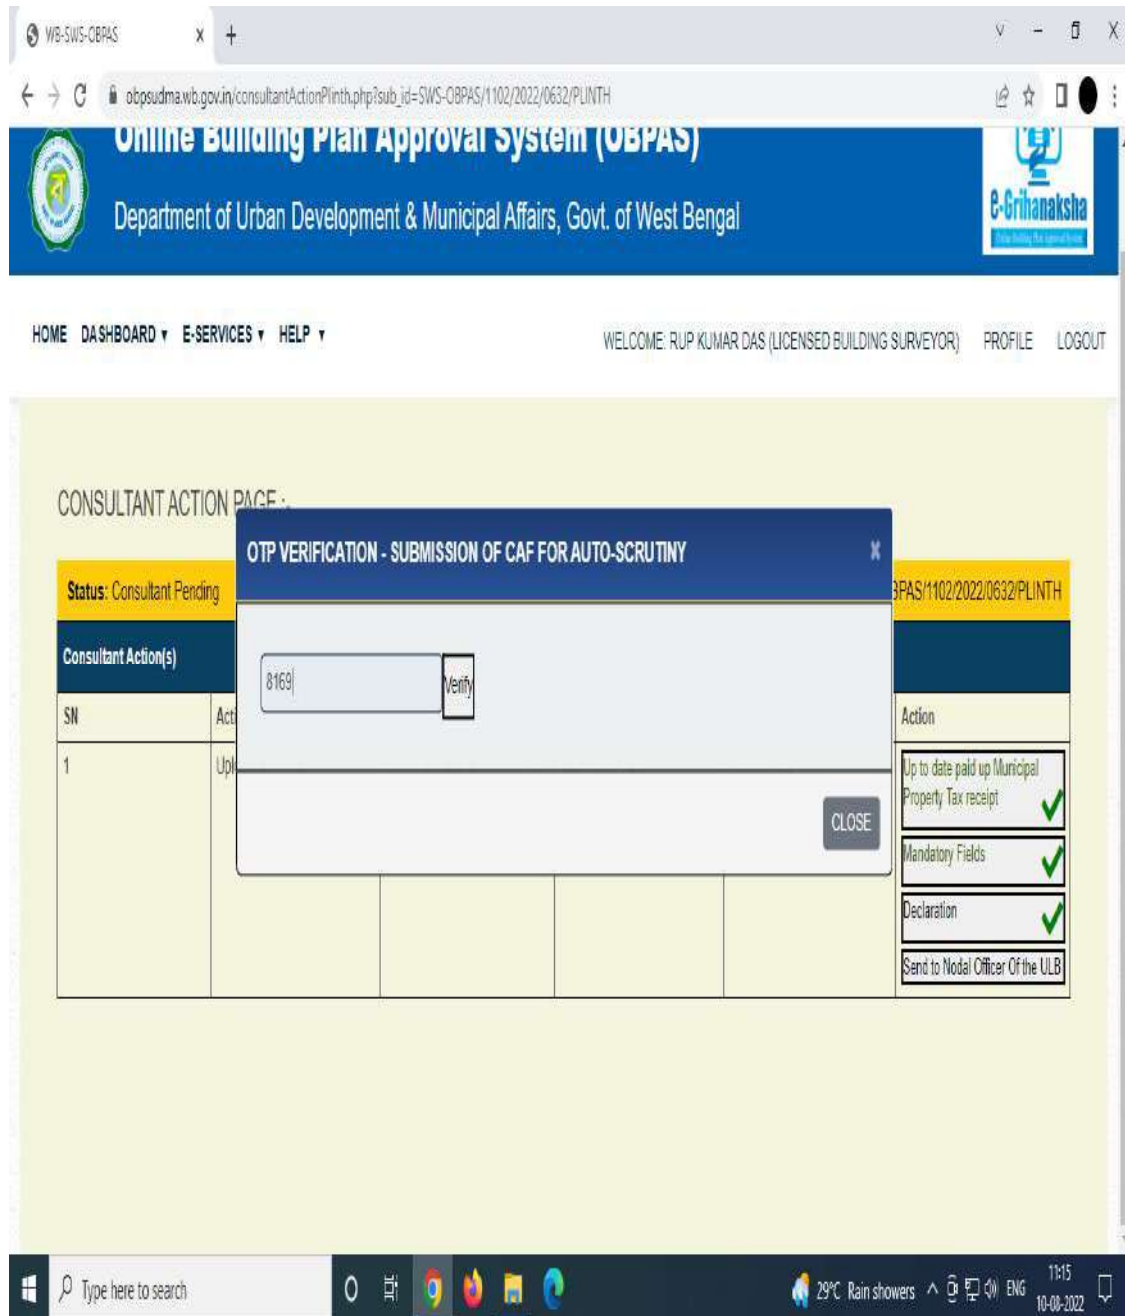 WB-SWS-OBPAS
obpsudma.wb.gov.in/consultantActionPlinth.php?sub_id=SWS-OBPAS/1102/2022/0632/PLINTH
Online Building Plan Approval System (OBPAS)
Department of Urban Development & Municipal Affairs, Govt. of West Bengal
e-Grihanaksha
HOME DASHBOARD ▾ E-SERVICES ▾ HELP ▾ WELCOME: RUP KUMAR DAS (LICENSED BUILDING SURVEYOR) PROFILE LOGOUT
CONSULTANT ACTION PAGE :-
OTP VERIFICATION - SUBMISSION OF CAF FOR AUTO-SCRUTINY
Status: Consultant Pending BPAS/1102/2022/0632/PLINTH
Consultant Action(s)
8169 Verify
SN Acti Action
1 Upl Up to date paid up Municipal
Property Tax receipt
CLOSE
Mandatory Fields
Declaration
Send to Nodal Officer Of the ULB
Type here to search
29°C Rain showers ENG 11:15
10-08-2022